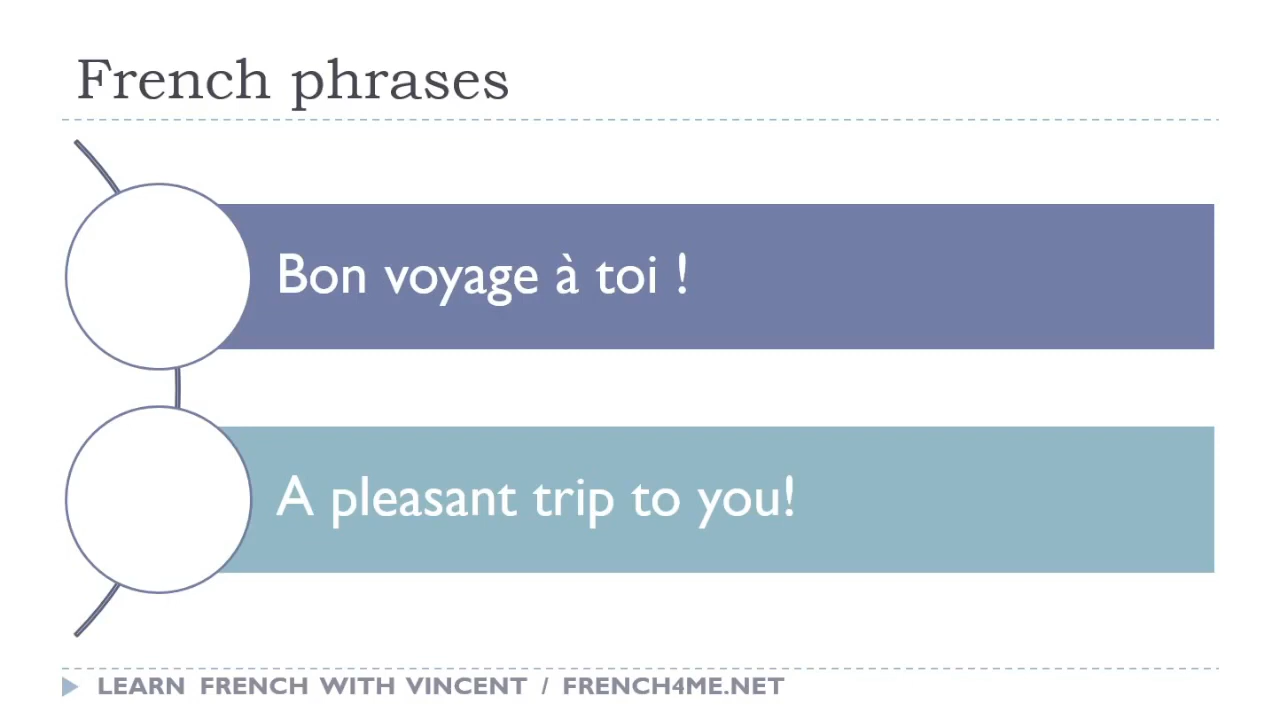 French phrases
Bon voyage à toi !
A pleasant trip to you!
LEARN FRENCH WITH VINCENT / FRENCH4ME.NET